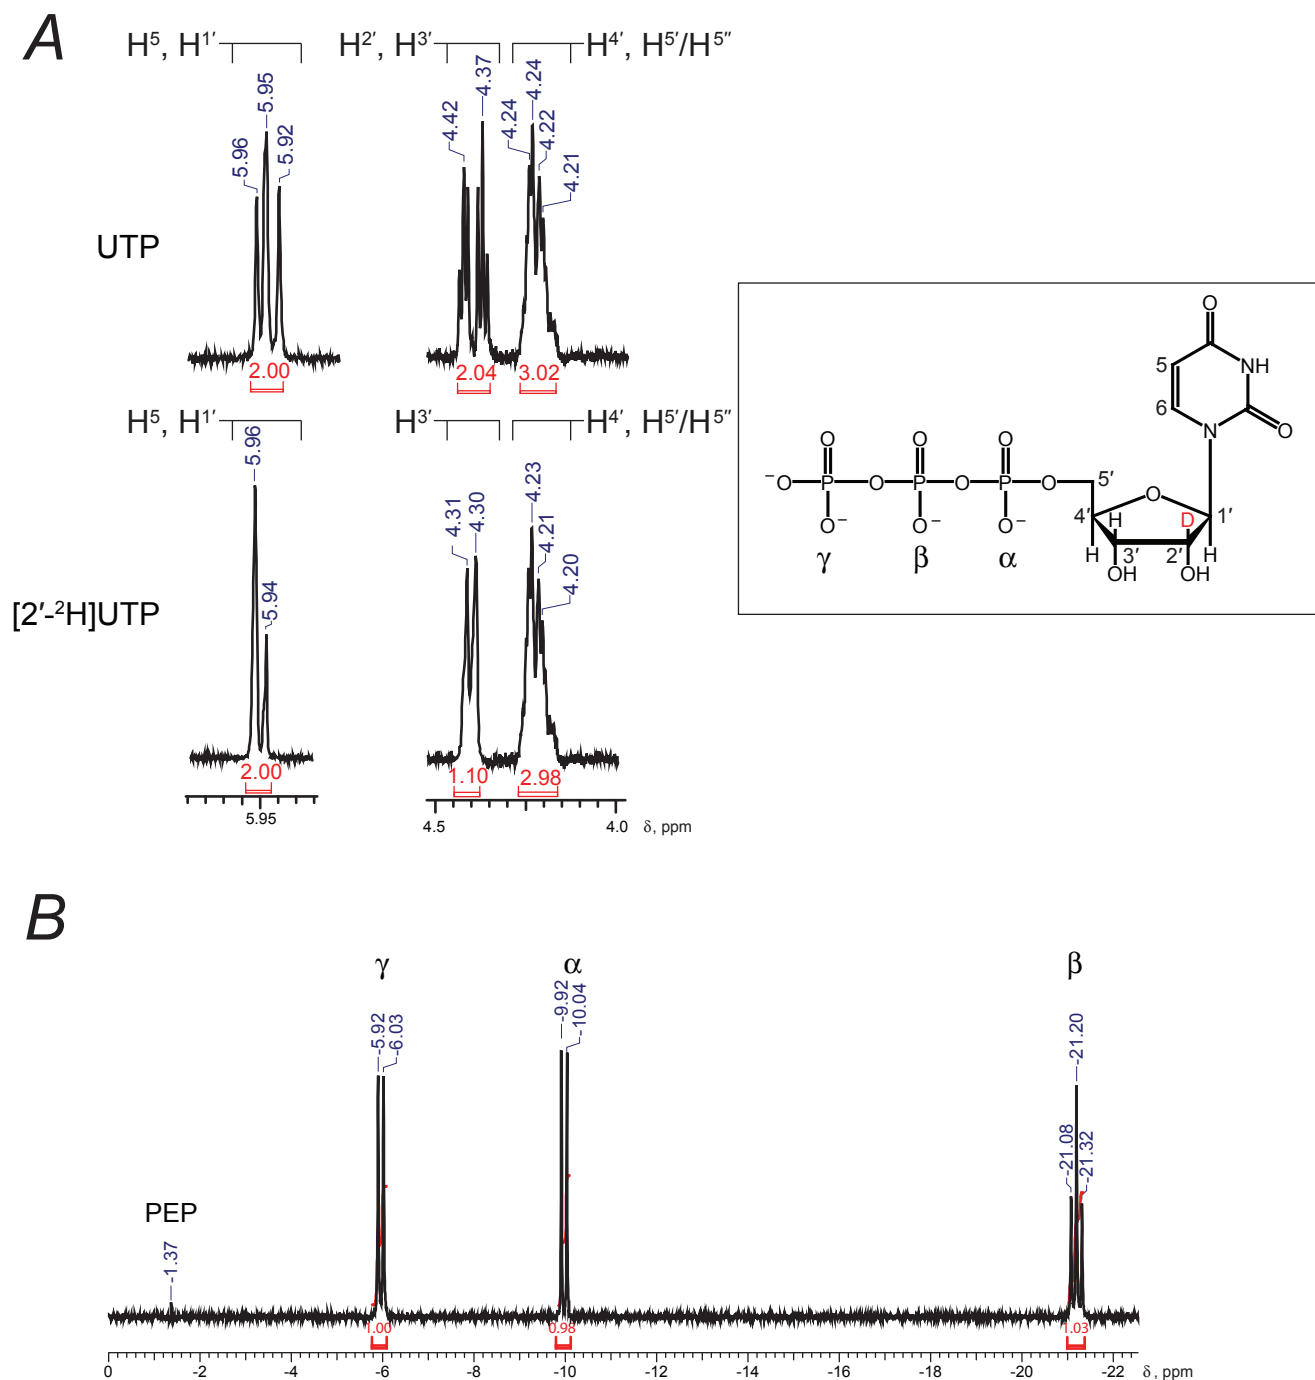 A
H5, H1′
H2′, H3′
H4′, H5′/H5″
5.96
5.95
5.92
4.42
4.37
4.24
4.24
4.22
4.21
UTP
2.00
2.04
3.02
H5, H1′
H3′
H4′, H5′/H5″
5.96
5.94
4.31
4.30
4.23
4.21
4.20
[2′-2H]UTP
2.00
1.10
2.98
5.95
4.5
4.0
δ, ppm
O
5
NH
6
N
O
O
O
O
−O
P
O
P
O
P
O
5′
O
O−
O−
O−
4′
H
D
1′
H
3′
2′
H
OH
OH
γ
β
α
B
γ
α
β
-5.92
-6.03
-9.92
-10.04
-21.08
-21.20
-21.32
PEP
-1.37
1.00
0.98
1.03
0
-2
-4
-6
-8
-10
-12
-14
-16
-18
-20
-22
δ, ppm